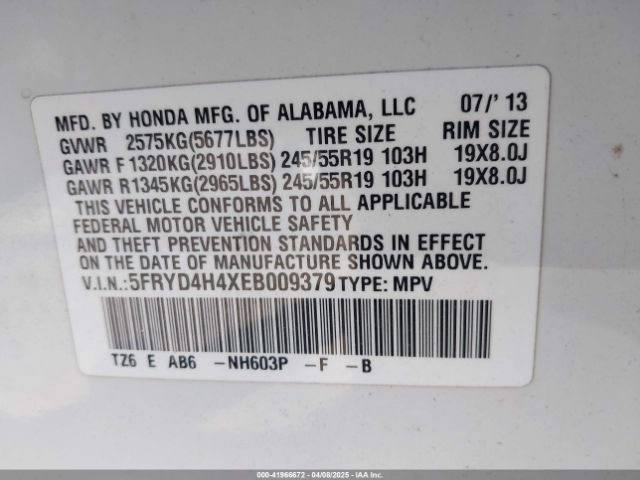 MFD. BY HONDA MFG. OF ALABAMA, LLC 07/'13
GVWR 2575KG(5677LBS) TIRE SIZE RIM SIZE
GAWR F1320KG(2910LBS) 245/55R19 103H 19X8.0J
GAWR R1345KG(2965LBS) 245/55R19 103H 19X8.0J
THIS VEHICLE CONFORMS TO ALL APPLICABLE
FEDERAL MOTOR VEHICLE SAFETY
AND THEFT PREVENTION STANDARDS IN EFFECT
ON THE DATE OF MANUFACTURE SHOWN ABOVE.
V.I.N.:5FRYD4H4XEB009379 TYPE: MPV
TZ6 E AB6 -NH603P -F -B
000-41966672 - 04/08/2025 - IAAI.COM